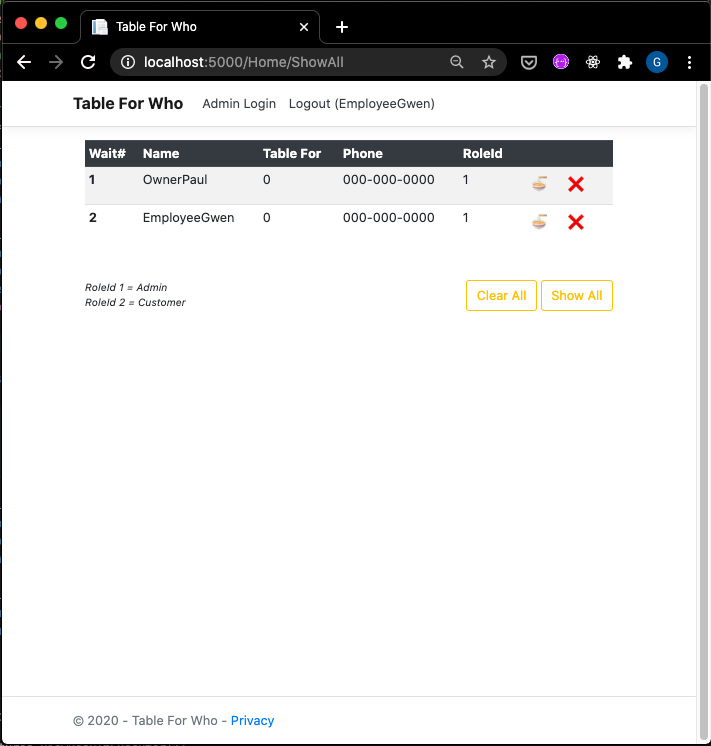 Table For Who
localhost:5000/Home/ShowAll
G
Table For Who Admin Login Logout (EmployeeGwen)
Wait# Name Table For Phone RoleId
1 OwnerPaul 0 000-000-0000 1
2 EmployeeGwen 0 000-000-0000 1
RoleId 1 = Admin
RoleId 2 = Customer
Clear All Show All
© 2020 - Table For Who - Privacy